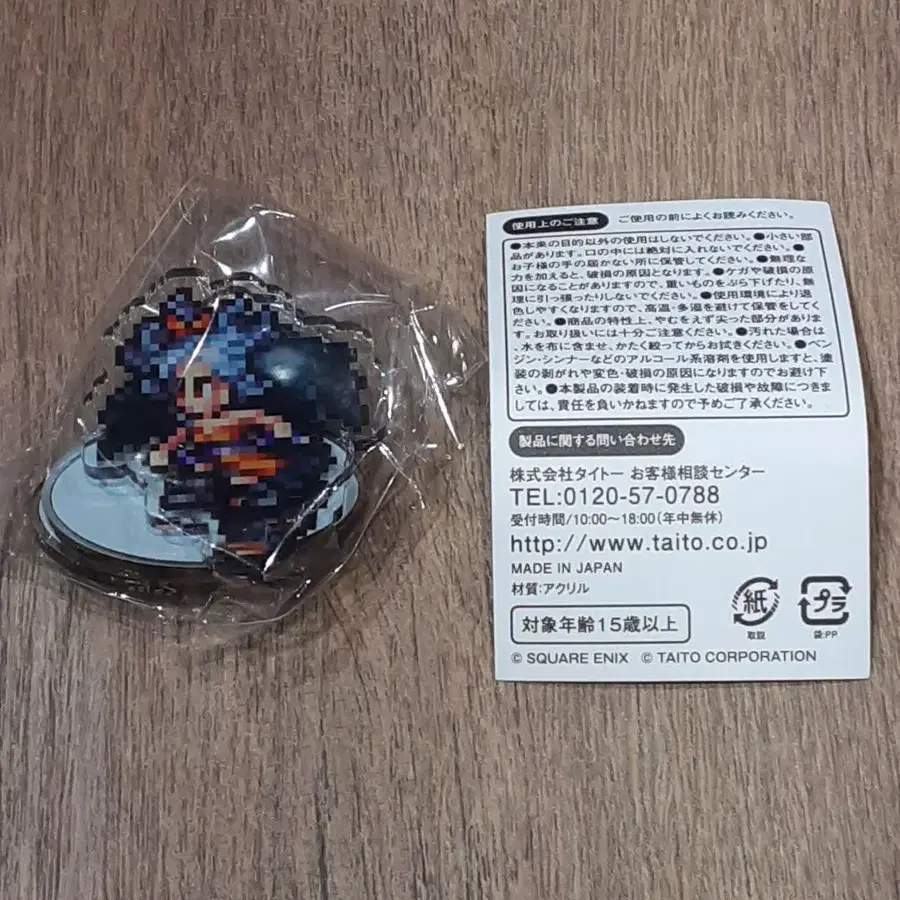 使用上のご注意 ご使用の前によくお読みください。
●本来の目的以外の使用はしないでください。●小さい部
品があります。口の中には絶対に入れないでください。●
お子様の手の届かない所に保管してください。●無理な
力を加えると、破損の原因となります。●ケガや破損の原
因になることがありますので、重いものをぶら下げたり、無
理に引っ張ったりしないでください。●使用環境により退
色しやすくなりますので、高温・多湿を避けて保管をしてく
ださい。●商品の特性上、やむをえず尖った部分がありま
す。お取り扱いには十分ご注意ください。●汚れた場合は
、水を布に含ませ、かたく絞ってからお拭きください。●ベン
ジン・シンナーなどのアルコール系溶剤を使用しますと、塗
装の剥がれや変色・破損の原因になりますのでお避け下
さい。●本製品の装着時に発生した破損や故障につきま
しては、責任を負いかねますので予めご了承ください。
製品に関する問い合わせ先
株式会社タイトー お客様相談センター
TEL:0120-57-0788
受付時間/10:00〜18:00(年中無休)
http://www.taito.co.jp
MADE IN JAPAN
材質:アクリル
紙
取説
プラ
袋:PP
対象年齢15歳以上
© SQUARE ENIX © TAITO CORPORATION